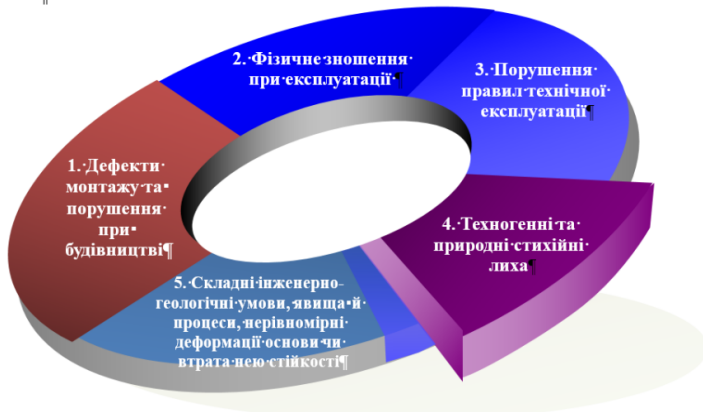 1. Дефекти
монтажу та
порушення
при
будівництві
2. Фізичне зношення
при експлуатації
3. Порушення
правил технічної
експлуатації
4. Техногенні та
природні стихійні
лиха
5. Складні інженерно-
геологічні умови, явища й
процеси, нерівномірні
деформації основи чи
втрата нею стійкості